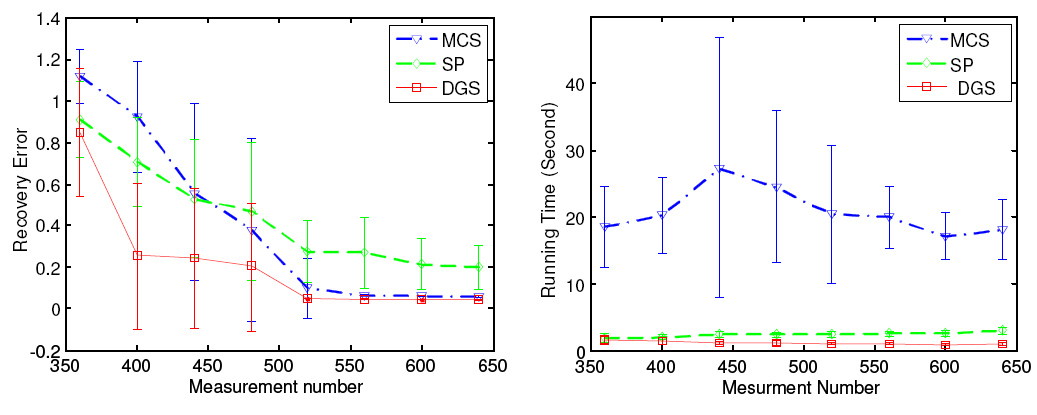 1.4
1.2
1
0.8
0.6
0.4
0.2
0
-0.2
Recovery Error
350 400 450 500 550 600 650
Measurement number
MCS
SP
DGS
40
30
20
10
0
Running Time (Second)
350 400 450 500 550 600 650
Mesurment Number
MCS
SP
DGS